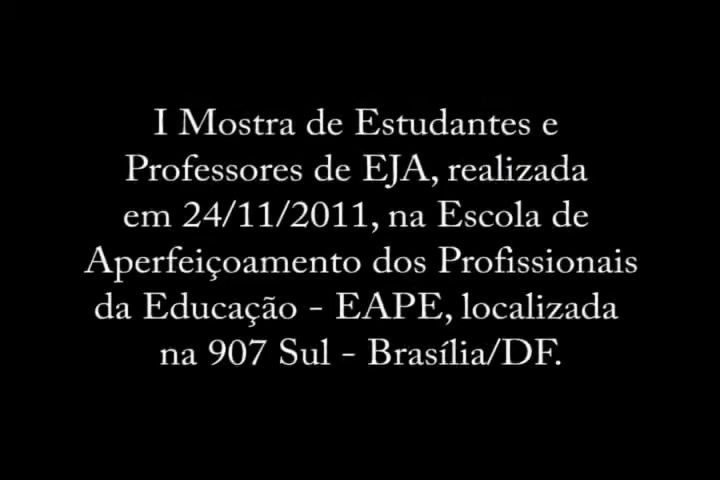 I Mostra de Estudantes e
Professores de EJA, realizada
em 24/11/2011, na Escola de
Aperfeiçoamento dos Profissionais
da Educação - EAPE, localizada
na 907 Sul - Brasília/DF.